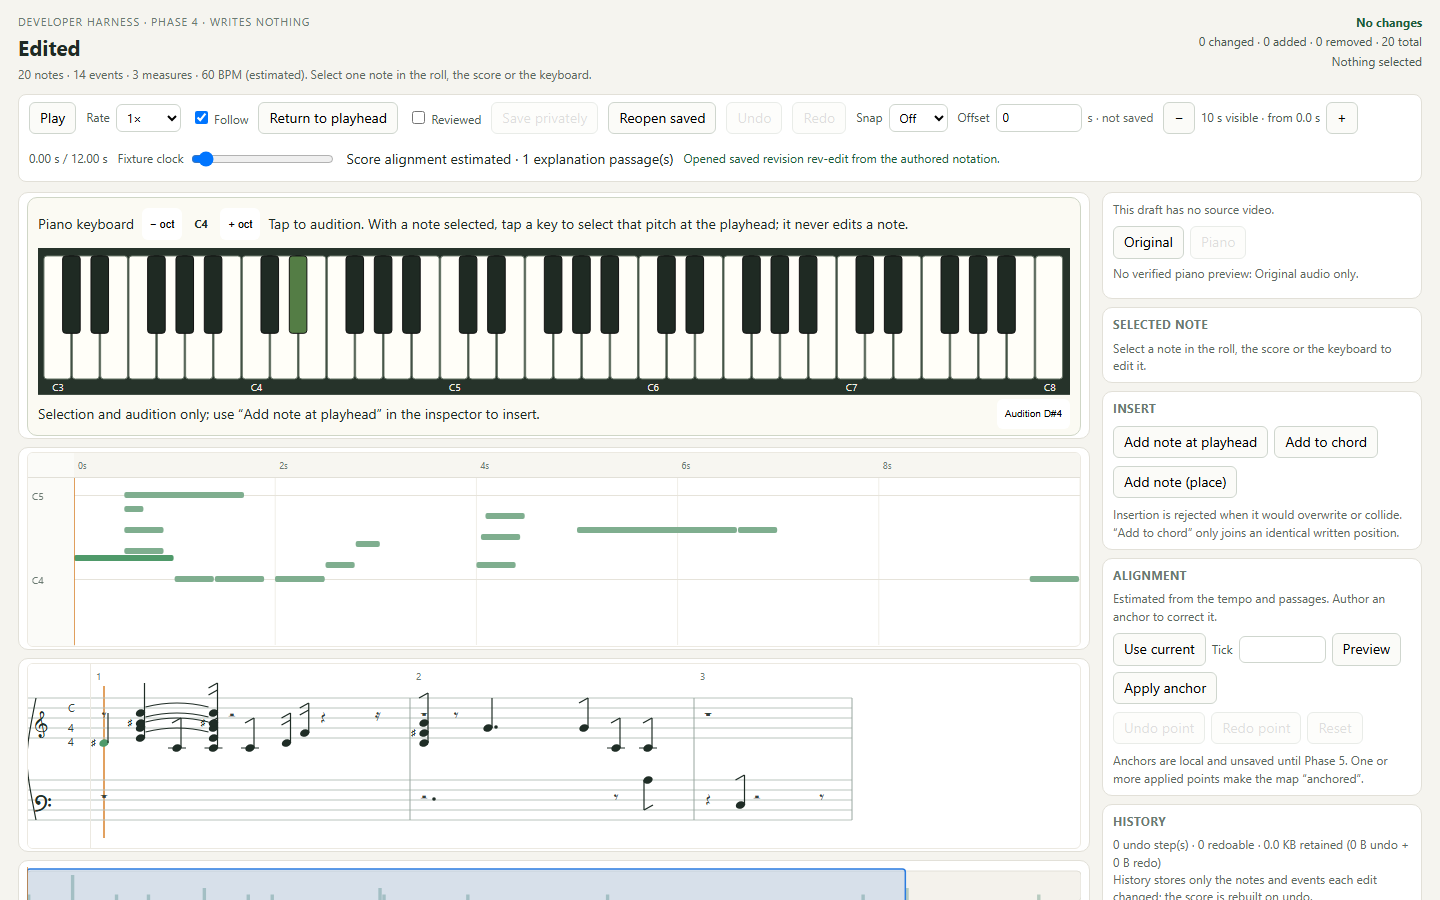 DEVELOPER HARNESS · PHASE 4 · WRITES NOTHING
Edited
20 notes · 14 events · 3 measures · 60 BPM (estimated). Select one note in the roll, the score or the keyboard.
No changes
0 changed · 0 added · 0 removed · 20 total
Nothing selected
Play Rate 1× Follow Return to playhead Reviewed Save privately Reopen saved Undo Redo Snap Off Offset 0 s · not saved − 10 s visible · from 0.0 s +
0.00 s / 12.00 s Fixture clock Score alignment estimated · 1 explanation passage(s) Opened saved revision rev-edit from the authored notation.
Piano keyboard − oct C4 + oct Tap to audition. With a note selected, tap a key to select that pitch at the playhead; it never edits a note.
C3 C4 C5 C6 C7 C8
Selection and audition only; use “Add note at playhead” in the inspector to insert.
Audition D#4
0s 2s 4s 6s 8s
C5
C4
1 2 3
C
4
4
This draft has no source video.
Original Piano
No verified piano preview: Original audio only.
SELECTED NOTE
Select a note in the roll, the score or the keyboard to
edit it.
INSERT
Add note at playhead Add to chord
Add note (place)
Insertion is rejected when it would overwrite or collide.
“Add to chord” only joins an identical written position.
ALIGNMENT
Estimated from the tempo and passages. Author an
anchor to correct it.
Use current Tick Preview
Apply anchor
Undo point Redo point Reset
Anchors are local and unsaved until Phase 5. One or
more applied points make the map “anchored”.
HISTORY
0 undo step(s) · 0 redoable · 0.0 KB retained (0 B undo +
0 B redo)
History stores only the notes and events each edit
changed; the score is rebuilt on undo.